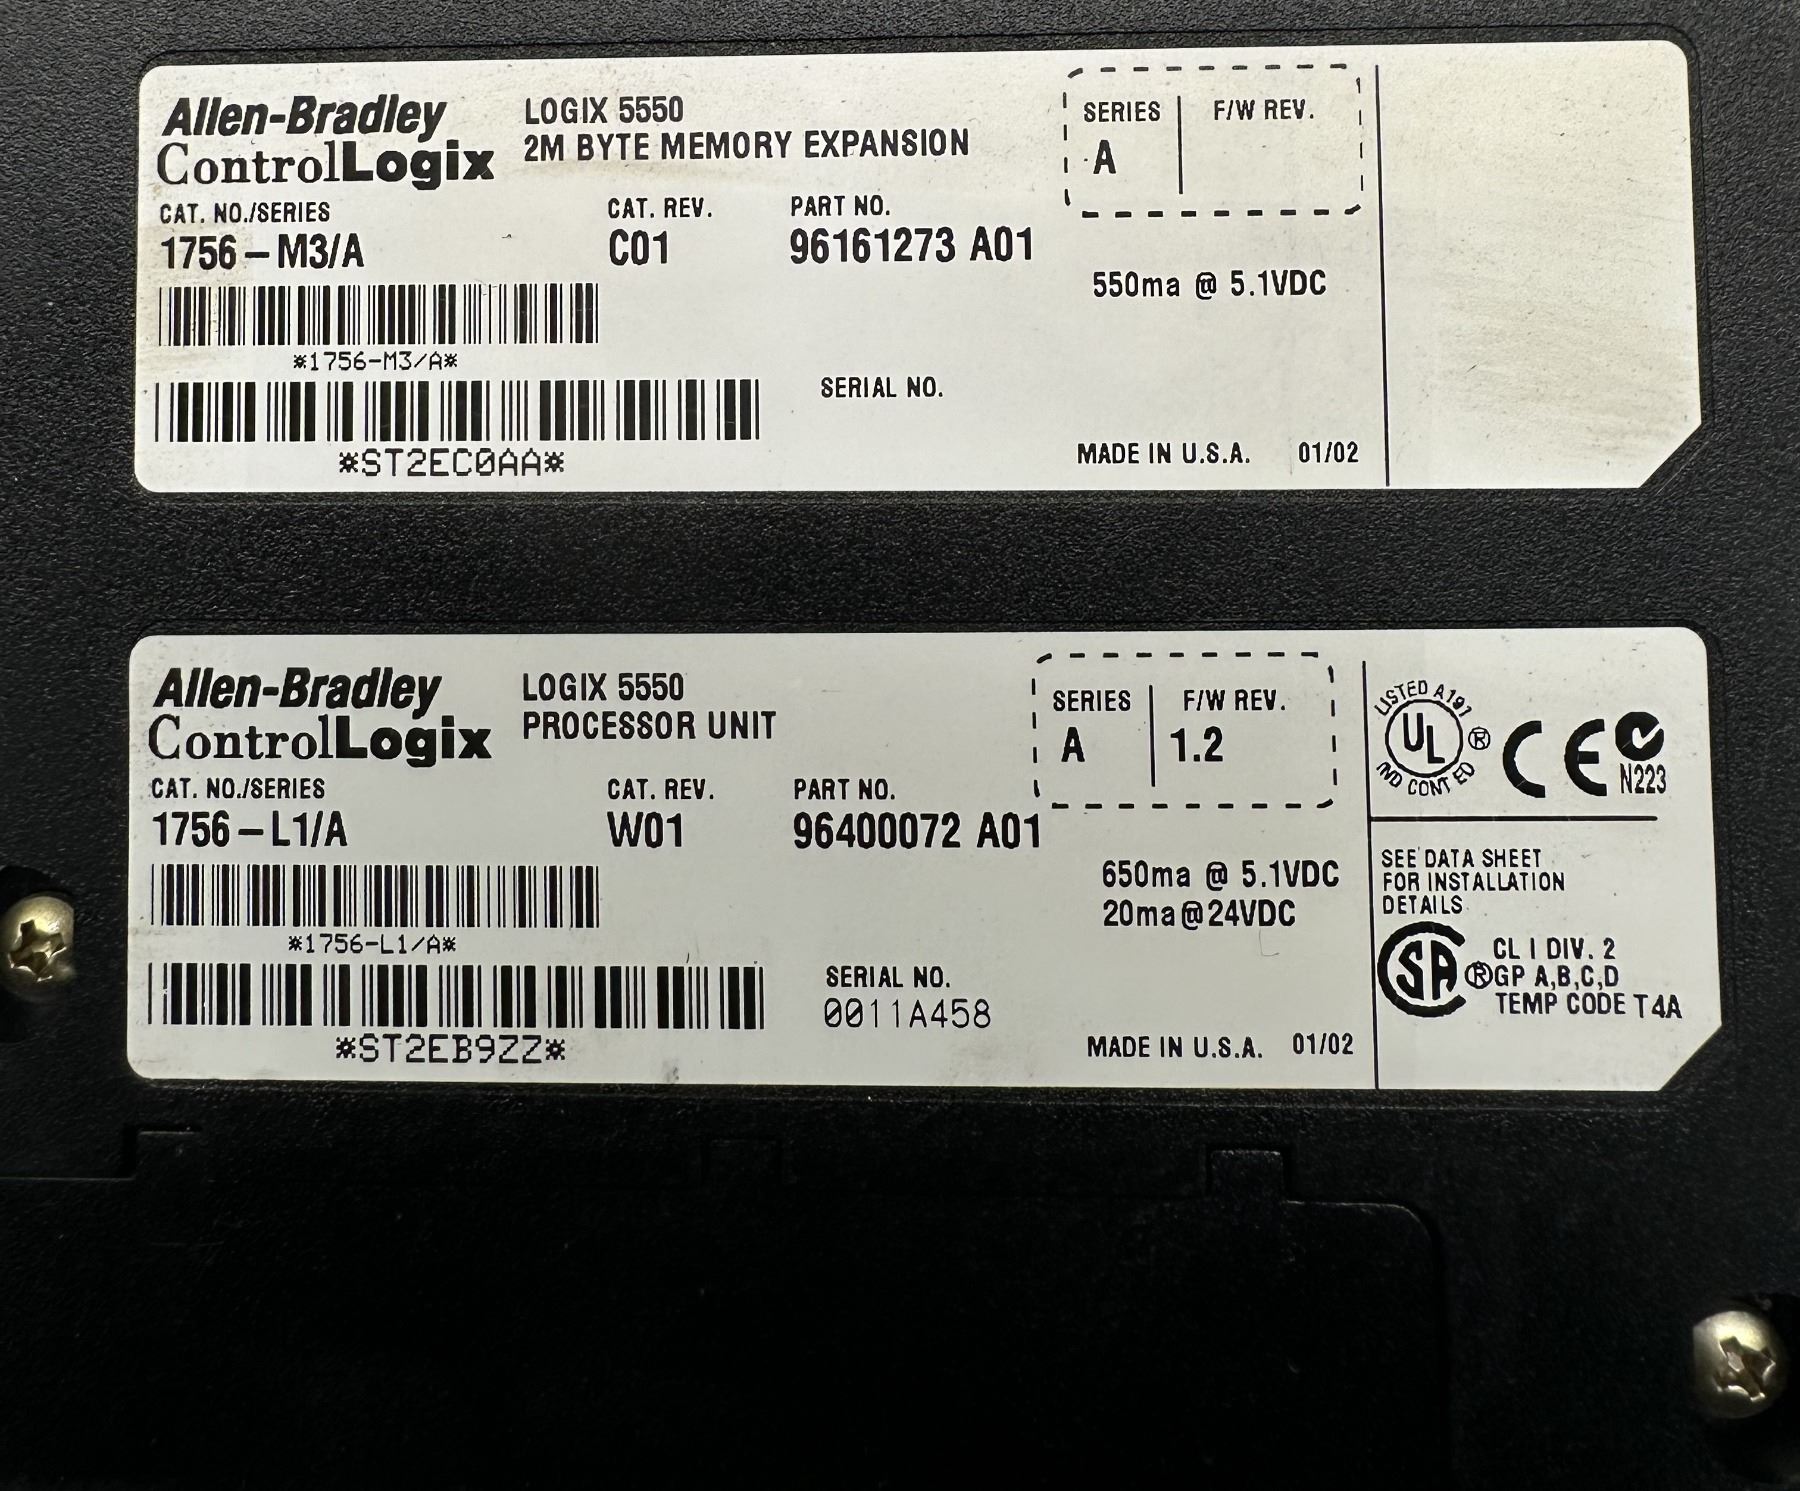 Allen-Bradley
ControlLogix
LOGIX 5550
2M BYTE MEMORY EXPANSION
SERIES F/W REV.
A
CAT. NO./SERIES CAT. REV. PART NO.
1756-M3/A C01 96161273 A01
550ma @ 5.1VDC
*1756-M3/A*
SERIAL NO.
*ST2EC0AA*
MADE IN U.S.A. 01/02
Allen-Bradley
ControlLogix
LOGIX 5550
PROCESSOR UNIT
SERIES F/W REV.
A 1.2
CAT. NO./SERIES CAT. REV. PART NO.
1756-L1/A W01 96400072 A01
650ma @ 5.1VDC
20ma@24VDC
*1756-L1/A*
SERIAL NO.
0011A458
*ST2EB9ZZ*
MADE IN U.S.A. 01/02
LISTED A197
UL ®
IND CONT EQ
CE
N223
SEE DATA SHEET
FOR INSTALLATION
DETAILS
SA ®
CL I DIV. 2
GP A,B,C,D
TEMP CODE T4A